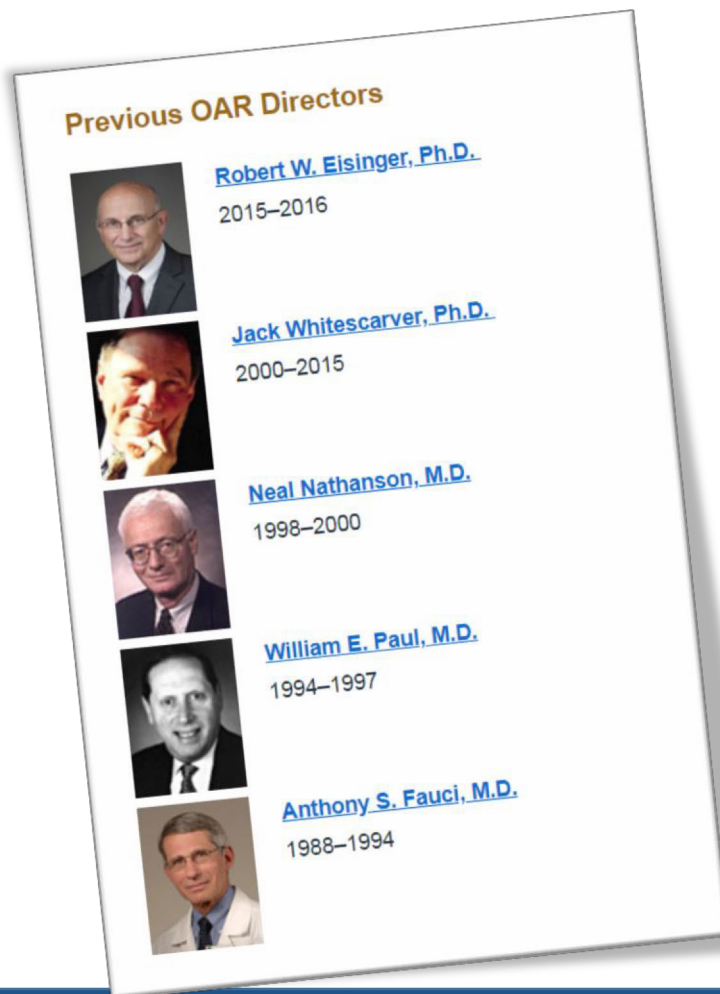 Previous OAR Directors
Robert W. Eisinger, Ph.D.
2015–2016
Jack Whitescarver, Ph.D.
2000–2015
Neal Nathanson, M.D.
1998–2000
William E. Paul, M.D.
1994–1997
Anthony S. Fauci, M.D.
1988–1994